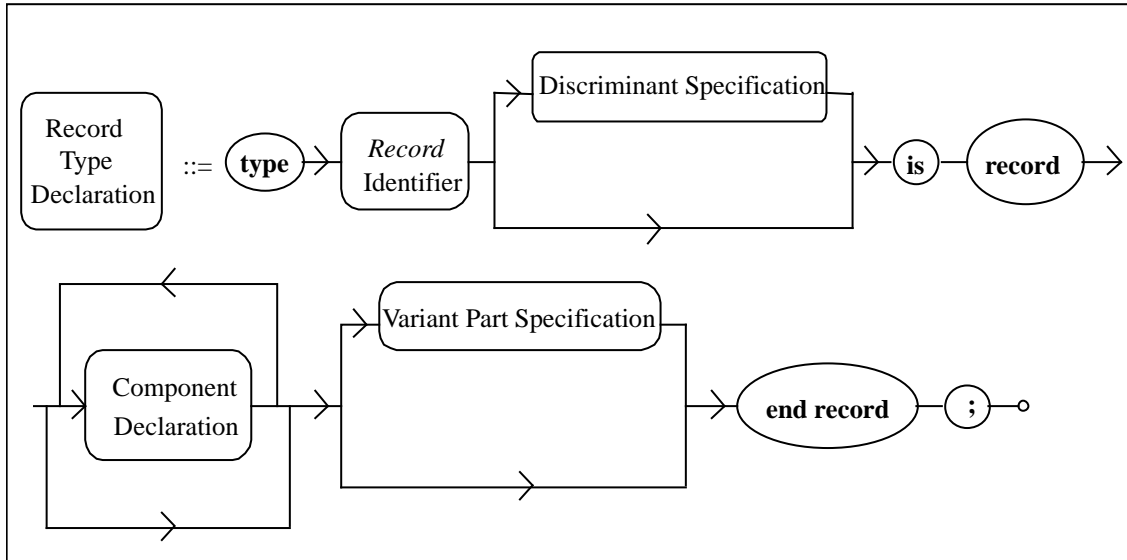 Record
Type
Declaration
::=
type
Record
Identifier
Discriminant Specification
is
record
Component
Declaration
Variant Part Specification
end record
;